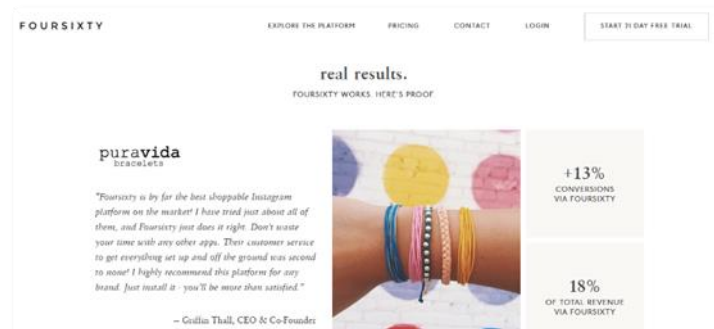 FOURSIXTY
EXPLORE THE PLATFORM PRICING CONTACT LOGIN START 21 DAY FREE TRIAL
real results.
FOURSIXTY WORKS. HERE'S PROOF
puravida
bracelets
"Foursixty is by far the best shoppable Instagram
platform on the market! I have tried just about all of
them, and Foursixty just does it right. Don't waste
your time with any other apps. Their customer service
to get everything set up and off the ground was second
to none! I highly recommend this platform for any
brand. Just install it - you'll be more than satisfied."
– Griffin Thall, CEO & Co-Founder
+13%
CONVERSIONS
VIA FOURSIXTY
18%
OF TOTAL REVENUE
VIA FOURSIXTY